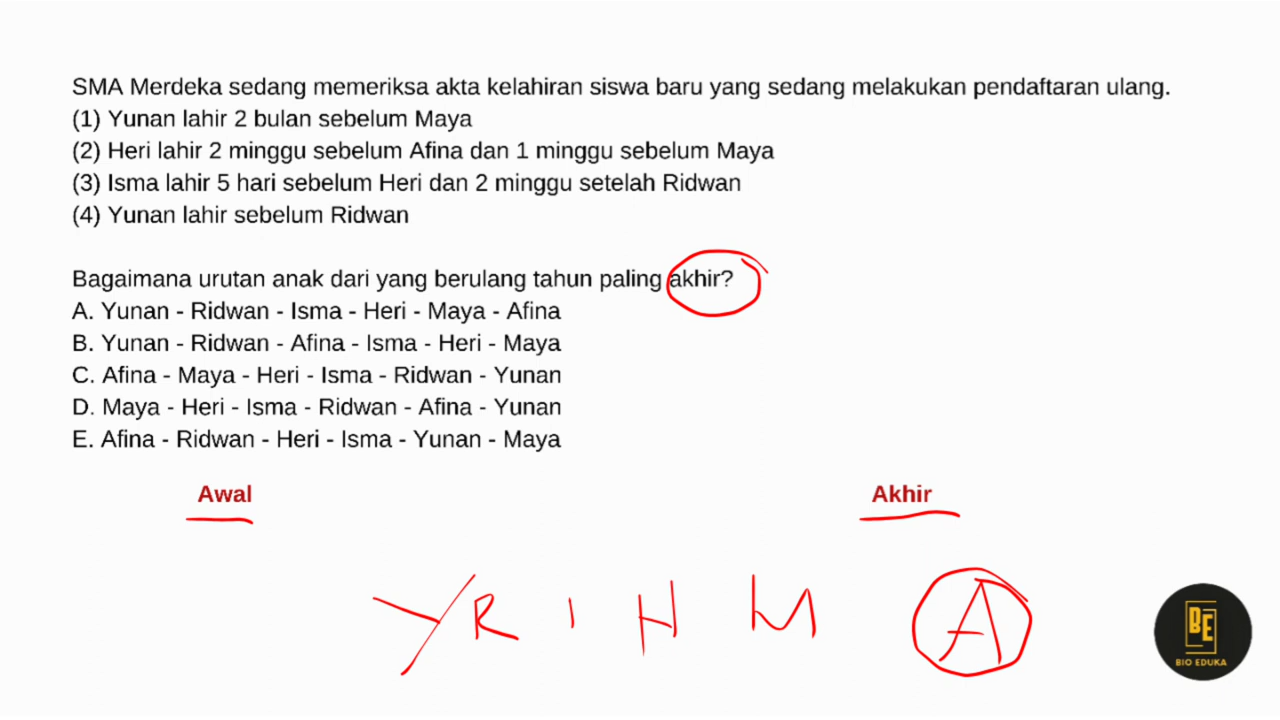 SMA Merdeka sedang memeriksa akta kelahiran siswa baru yang sedang melakukan pendaftaran ulang.
(1) Yunan lahir 2 bulan sebelum Maya
(2) Heri lahir 2 minggu sebelum Afina dan 1 minggu sebelum Maya
(3) Isma lahir 5 hari sebelum Heri dan 2 minggu setelah Ridwan
(4) Yunan lahir sebelum Ridwan
Bagaimana urutan anak dari yang berulang tahun paling akhir?
A. Yunan - Ridwan - Isma - Heri - Maya - Afina
B. Yunan - Ridwan - Afina - Isma - Heri - Maya
C. Afina - Maya - Heri - Isma - Ridwan - Yunan
D. Maya - Heri - Isma - Ridwan - Afina - Yunan
E. Afina - Ridwan - Heri - Isma - Yunan - Maya
Awal Akhir
Y R I H M A
BE
BIO EDUKA